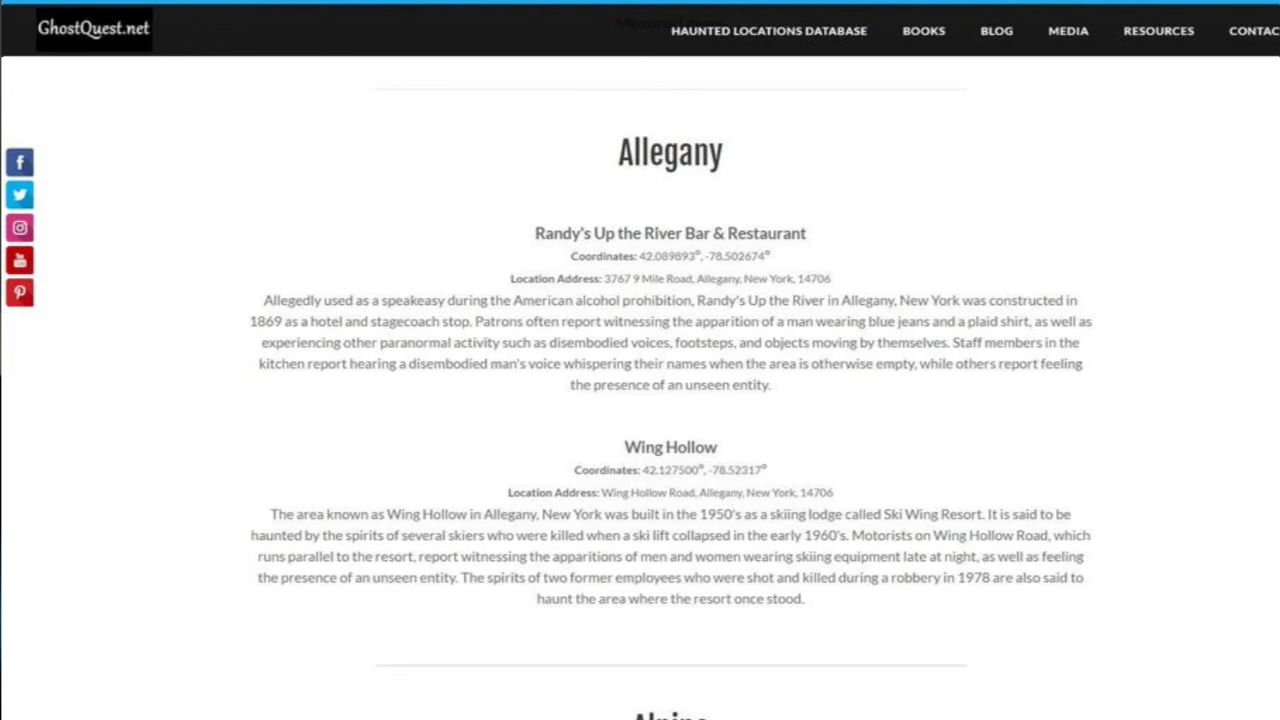 GhostQuest.net
HAUNTED LOCATIONS DATABASE BOOKS BLOG MEDIA RESOURCES CONTAC
Allegany
Randy's Up the River Bar & Restaurant
Coordinates: 42.089893°, -78.502674°
Location Address: 3767 9 Mile Road, Allegany, New York, 14706
Allegedly used as a speakeasy during the American alcohol prohibition, Randy's Up the River in Allegany, New York was constructed in
1869 as a hotel and stagecoach stop. Patrons often report witnessing the apparition of a man wearing blue jeans and a plaid shirt, as well as
experiencing other paranormal activity such as disembodied voices, footsteps, and objects moving by themselves. Staff members in the
kitchen report hearing a disembodied man's voice whispering their names when the area is otherwise empty, while others report feeling
the presence of an unseen entity.
Wing Hollow
Coordinates: 42.127500°, -78.52317°
Location Address: Wing Hollow Road, Allegany, New York, 14706
The area known as Wing Hollow in Allegany, New York was built in the 1950's as a skiing lodge called Ski Wing Resort. It is said to be
haunted by the spirits of several skiers who were killed when a ski lift collapsed in the early 1960's. Motorists on Wing Hollow Road, which
runs parallel to the resort, report witnessing the apparitions of men and women wearing skiing equipment late at night, as well as feeling
the presence of an unseen entity. The spirits of two former employees who were shot and killed during a robbery in 1978 are also said to
haunt the area where the resort once stood.